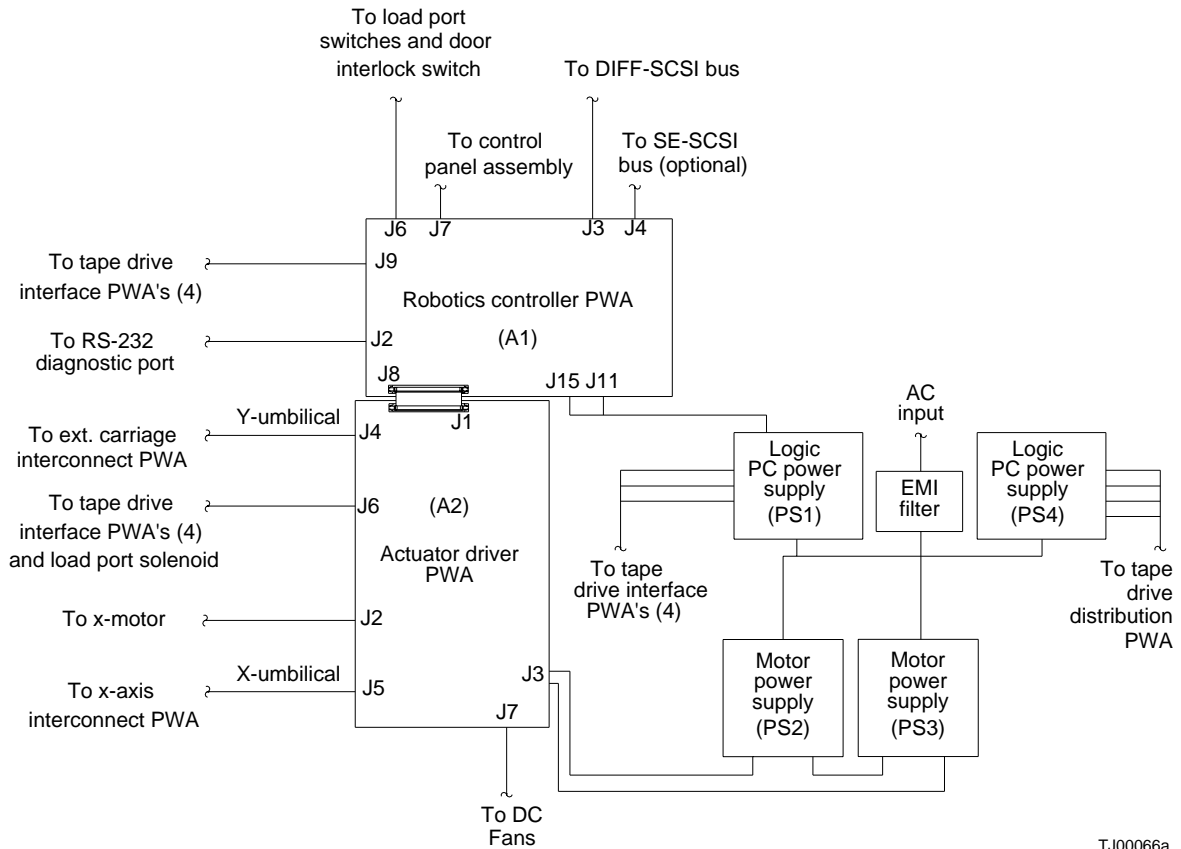 To load port
switches and door
interlock switch
To DIFF-SCSI bus
To control
panel assembly
To SE-SCSI
bus (optional)
J6
J7
J3
J4
To tape drive
interface PWA's (4)
J9
Robotics controller PWA
(A1)
To RS-232
diagnostic port
J2
J8
J15
J11
J1
Y-umbilical
To ext. carriage
interconnect PWA
J4
To tape drive
interface PWA's (4)
and load port solenoid
J6
(A2)
Actuator driver
PWA
To x-motor
J2
X-umbilical
To x-axis
interconnect PWA
J5
J3
J7
To DC
Fans
AC
input
Logic
PC power
supply
(PS1)
EMI
filter
Logic
PC power
supply
(PS4)
To tape
drive interface
PWA's (4)
To tape
drive
distribution
PWA
Motor
power
supply
(PS2)
Motor
power
supply
(PS3)
TJ00066a